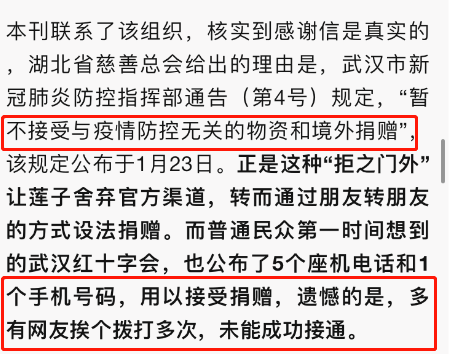 本刊联系了该组织，核实到感谢信是真实的
，湖北省慈善总会给出的理由是，武汉市新
冠肺炎防控指挥部通告（第4号）规定，“暂
不接受与疫情防控无关的物资和境外捐赠”，
该规定公布于1月23日。正是这种“拒之门外”
让莲子舍弃官方渠道，转而通过朋友转朋友
的方式设法捐赠。而普通民众第一时间想到
的武汉红十字会，也公布了5个座机电话和1
个手机号码，用以接受捐赠，遗憾的是，多
有网友挨个拨打多次，未能成功接通。